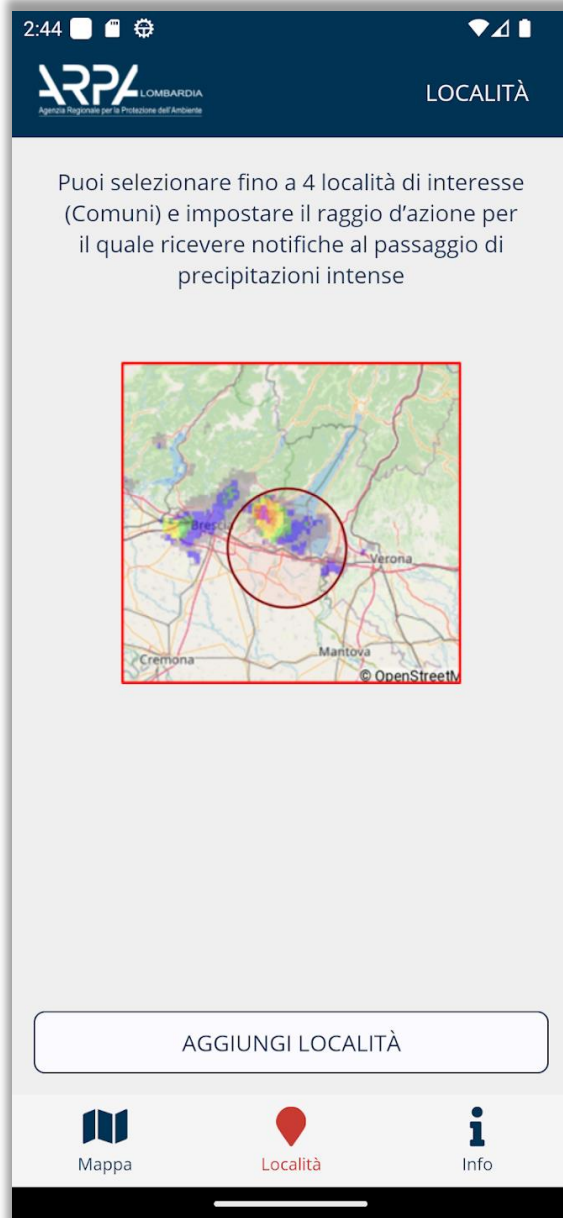 2:44
ARPA LOMBARDIA
Agenzia Regionale per la Protezione dell'Ambiente
LOCALITÀ
Puoi selezionare fino a 4 località di interesse
(Comuni) e impostare il raggio d’azione per
il quale ricevere notifiche al passaggio di
precipitazioni intense
Brescia
Verona
Mantova
Cremona
© OpenStreetM
AGGIUNGI LOCALITÀ
Mappa
Località
Info